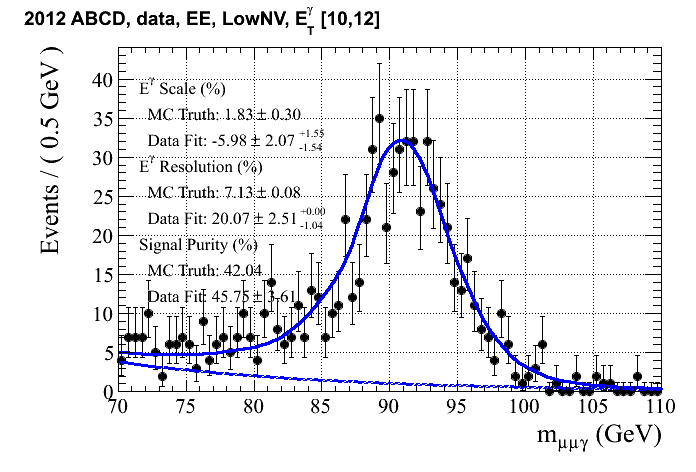 2012 ABCD, data, EE, LowNV, E_T^γ [10,12]
Events / ( 0.5 GeV )
40
35
30
25
20
15
10
5
0
E^γ Scale (%)
MC Truth: 1.83 ± 0.30
Data Fit: -5.98 ± 2.07 +1.55 -1.54
E^γ Resolution (%)
MC Truth: 7.13 ± 0.08
Data Fit: 20.07 ± 2.51 +0.00 -1.04
Signal Purity (%)
MC Truth: 42.04
Data Fit: 45.75 ± 3.61
70 75 80 85 90 95 100 105 110
m_μμγ (GeV)